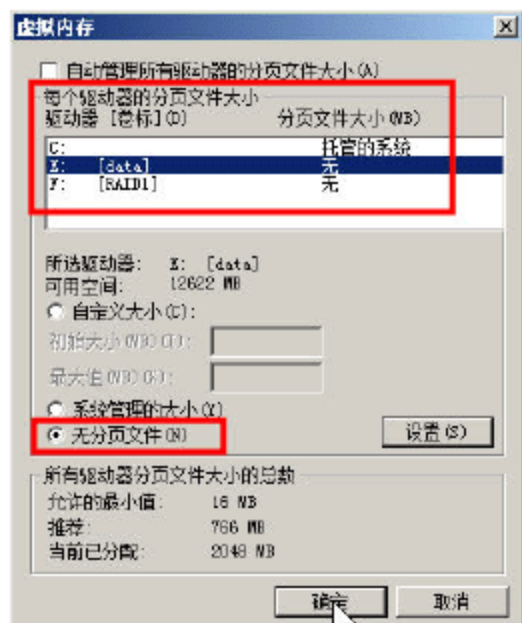 虚拟内存
自动管理所有驱动器的分页文件大小(A)
每个驱动器的分页文件大小
驱动器 [卷标](D) 分页文件大小(MB)
C: 托管的系统
E: [data] 无
F: [RAID1] 无
所选驱动器: E: [data]
可用空间: 12622 MB
自定义大小(C):
初始大小(MB)(I):
最大值(MB)(X):
系统管理的大小(Y)
无分页文件(N)
设置(S)
所有驱动器分页文件大小的总数
允许的最小值: 16 MB
推荐: 766 MB
当前已分配: 2048 MB
确定
取消